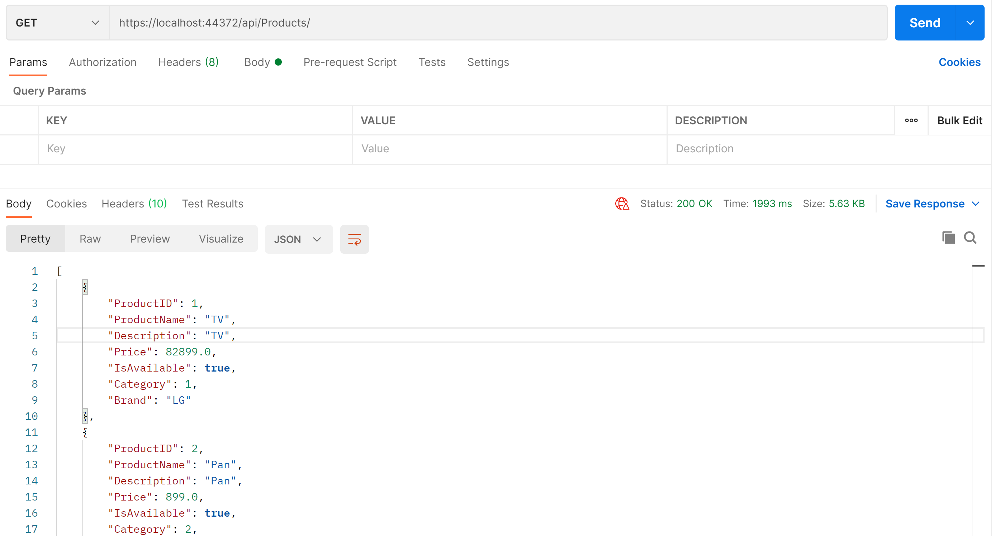 GET https://localhost:44372/api/Products/ Send
Params Authorization Headers (8) Body Pre-request Script Tests Settings Cookies
Query Params
KEY VALUE DESCRIPTION ooo Bulk Edit
Key Value Description
Body Cookies Headers (10) Test Results Status: 200 OK Time: 1993 ms Size: 5.63 KB Save Response
Pretty Raw Preview Visualize JSON
1 [
2 {
3 "ProductID": 1,
4 "ProductName": "TV",
5 "Description": "TV",
6 "Price": 82899.0,
7 "IsAvailable": true,
8 "Category": 1,
9 "Brand": "LG"
10 },
11 {
12 "ProductID": 2,
13 "ProductName": "Pan",
14 "Description": "Pan",
15 "Price": 899.0,
16 "IsAvailable": true,
17 "Category": 2,